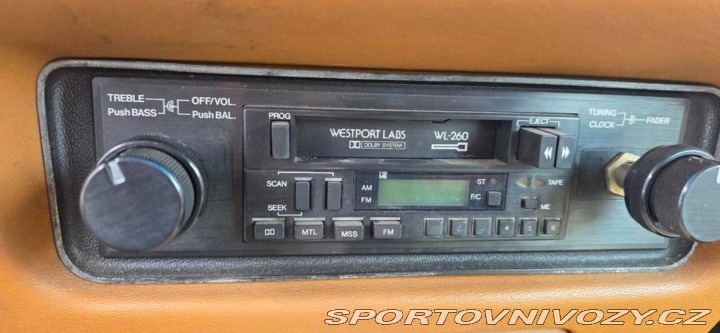 TREBLE OFF/VOL.
Push BASS Push BAL.
PROG
EJECT
WESTPORT LABS WL-260
DOLBY SYSTEM
TUNING
CLOCK FADER
SCAN
SEEK
AM
FM
ST
F/C
TAPE
ME
MTL MSS FM
4
SPORTOVNIVOZY.CZ